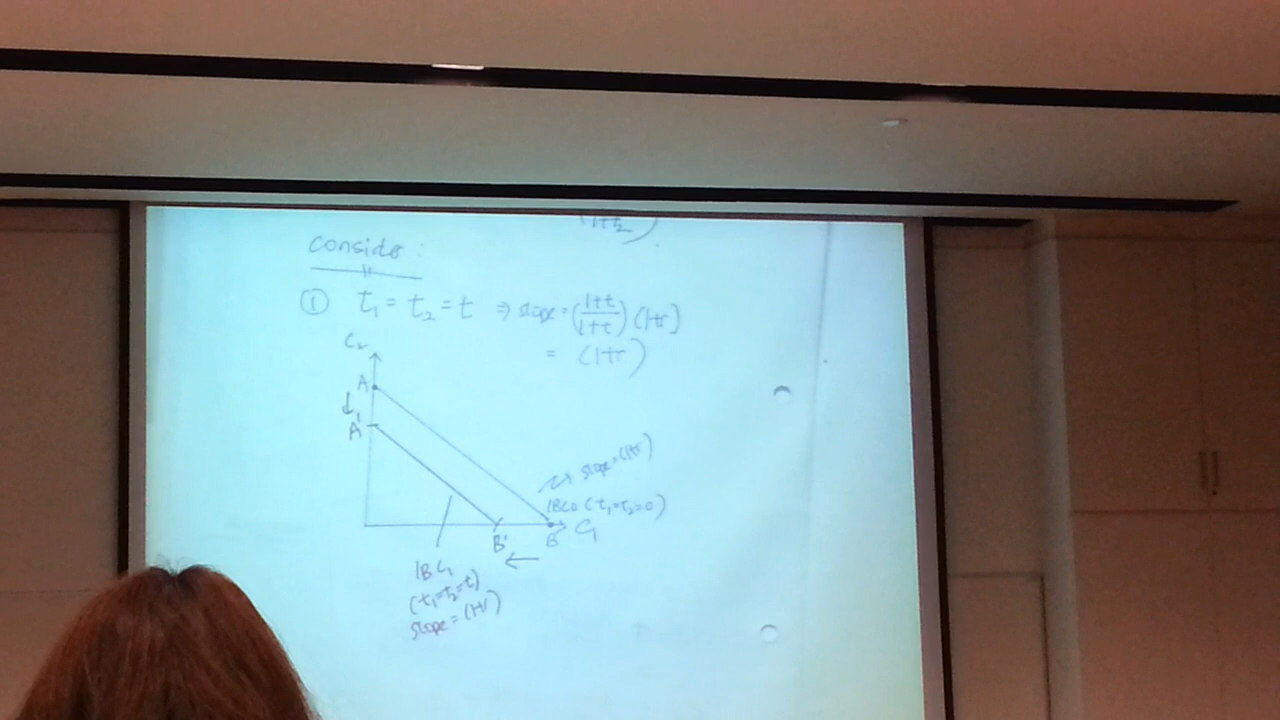 consider:
① t₁ = t₂ = t ⇒ slope = (1+t / 1+t) (1+r)
= (1+r)
C₂
A
↓
A'
→ slope = (1+r)
IBC₀ (t₁=t₂=0)
B' B C₁
←
IBC₁
(t₁=t₂=t)
slope = (1+r)